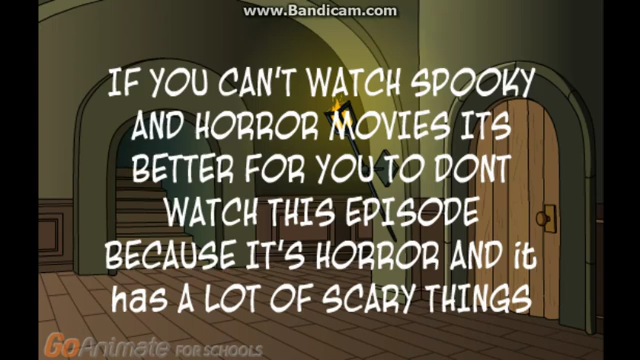 www.Bandicam.com
IF YOU CAN'T WATCH SPOOKY
AND HORROR MOVIES ITS
BETTER FOR YOU TO DONT
WATCH THIS EPISODE
BECAUSE IT'S HORROR AND it
has A LOT OF SCARY THINGS
GoAnimate FOR SCHOOLS